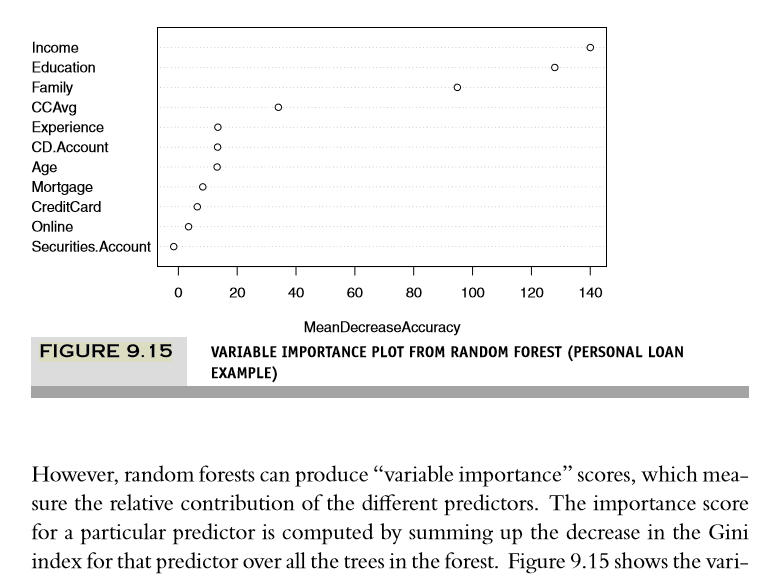 Income
Education
Family
CCAvg
Experience
CD.Account
Age
Mortgage
CreditCard
Online
Securities.Account
0 20 40 60 80 100 120 140
MeanDecreaseAccuracy
FIGURE 9.15 VARIABLE IMPORTANCE PLOT FROM RANDOM FOREST (PERSONAL LOAN
EXAMPLE)
However, random forests can produce “variable importance” scores, which mea-
sure the relative contribution of the different predictors. The importance score
for a particular predictor is computed by summing up the decrease in the Gini
index for that predictor over all the trees in the forest. Figure 9.15 shows the vari-